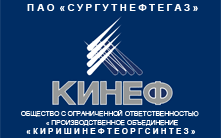 ПАО «СУРГУТНЕФТЕГАЗ»
КИНЕФ
ОБЩЕСТВО С ОГРАНИЧЕННОЙ ОТВЕТСТВЕННОСТЬЮ
« ПРОИЗВОДСТВЕННОЕ ОБЪЕДИНЕНИЕ
«КИРИШИНЕФТЕОРГСИНТЕЗ»